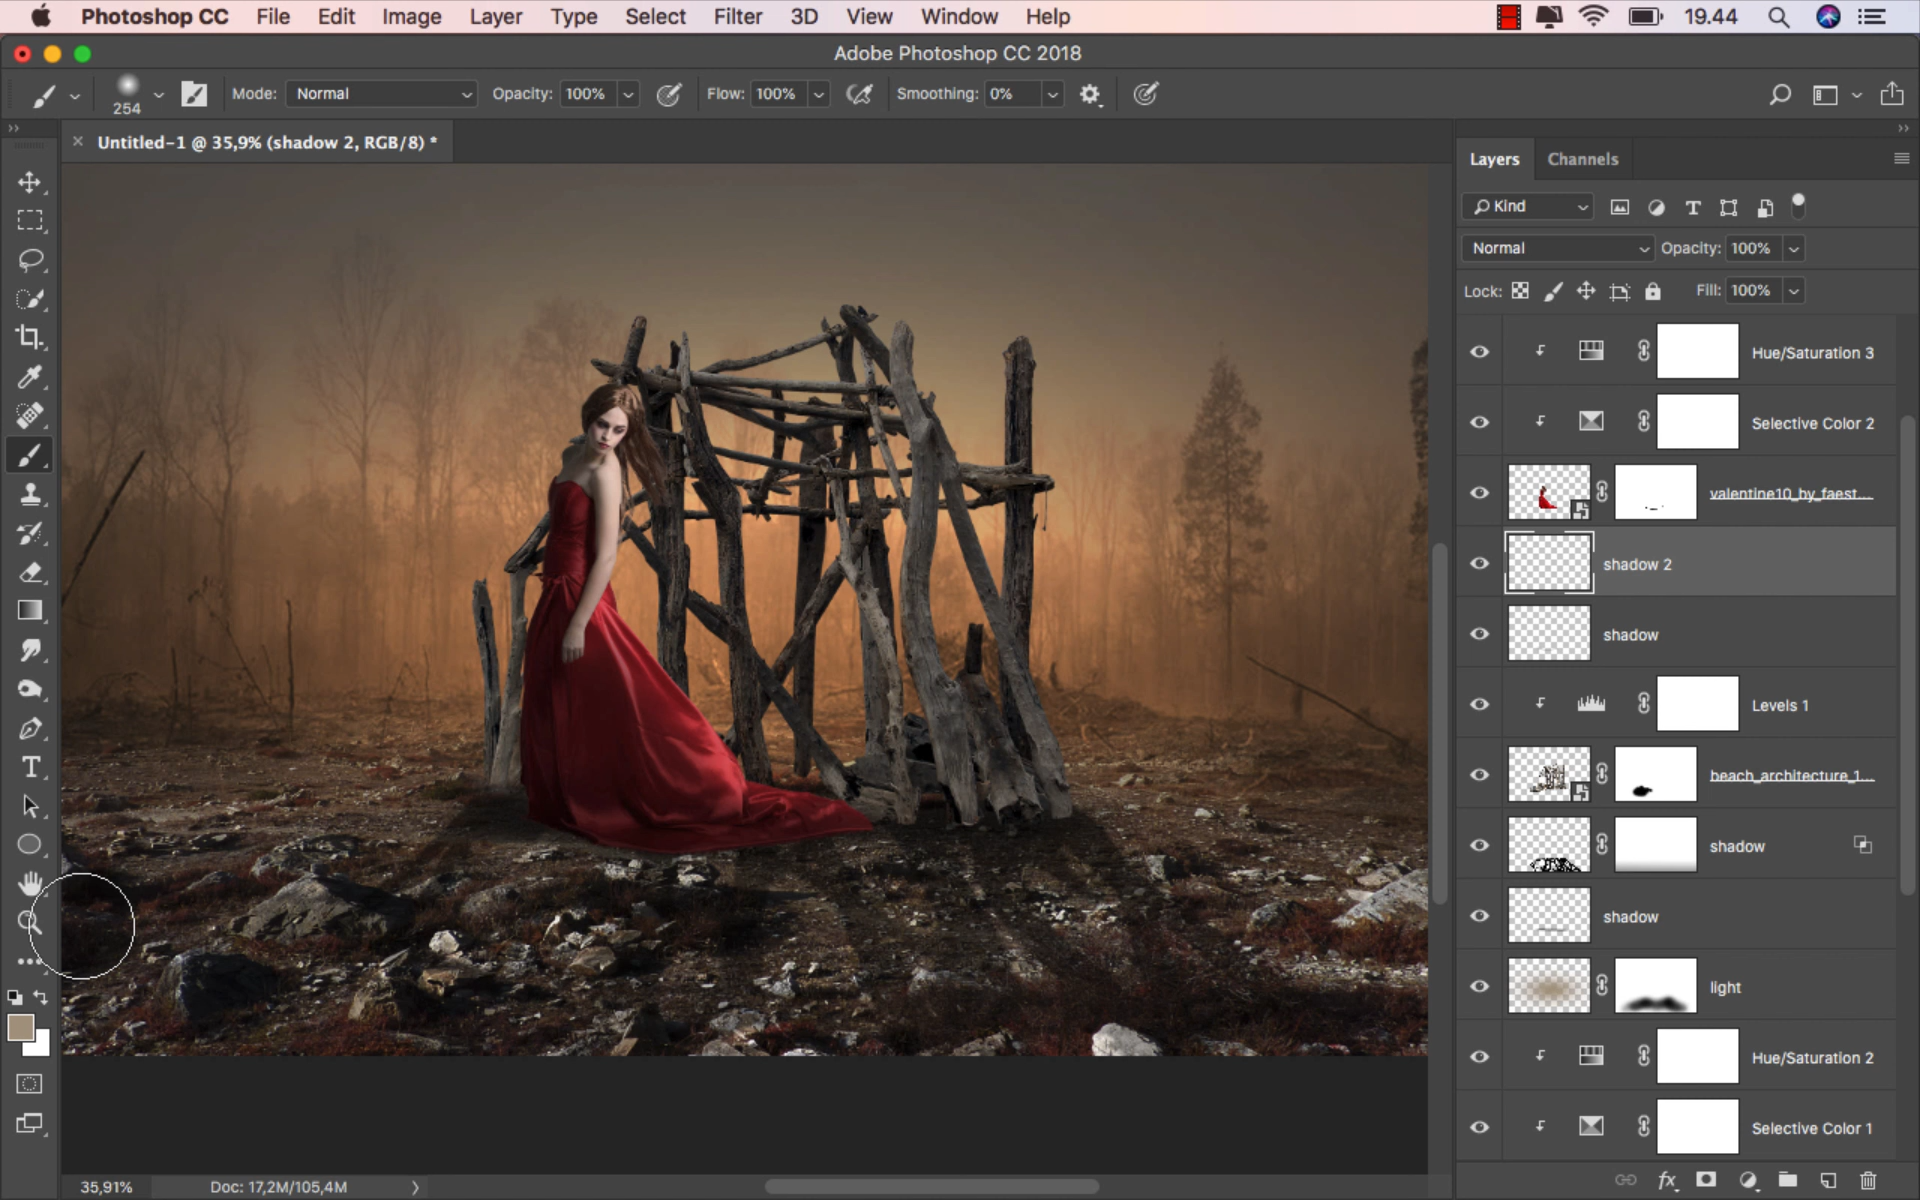 Photoshop CC File Edit Image Layer Type Select Filter 3D View Window Help 19.44
Adobe Photoshop CC 2018
254 Mode: Normal Opacity: 100% Flow: 100% Smoothing: 0%
Untitled-1 @ 35,9% (shadow 2, RGB/8) *
Layers Channels
Kind
Normal Opacity: 100%
Lock: Fill: 100%
Hue/Saturation 3
Selective Color 2
valentine10_by_faest...
shadow 2
shadow
Levels 1
beach_architecture_1...
shadow
shadow
light
Hue/Saturation 2
Selective Color 1
35,91% Doc: 17,2M/105,4M